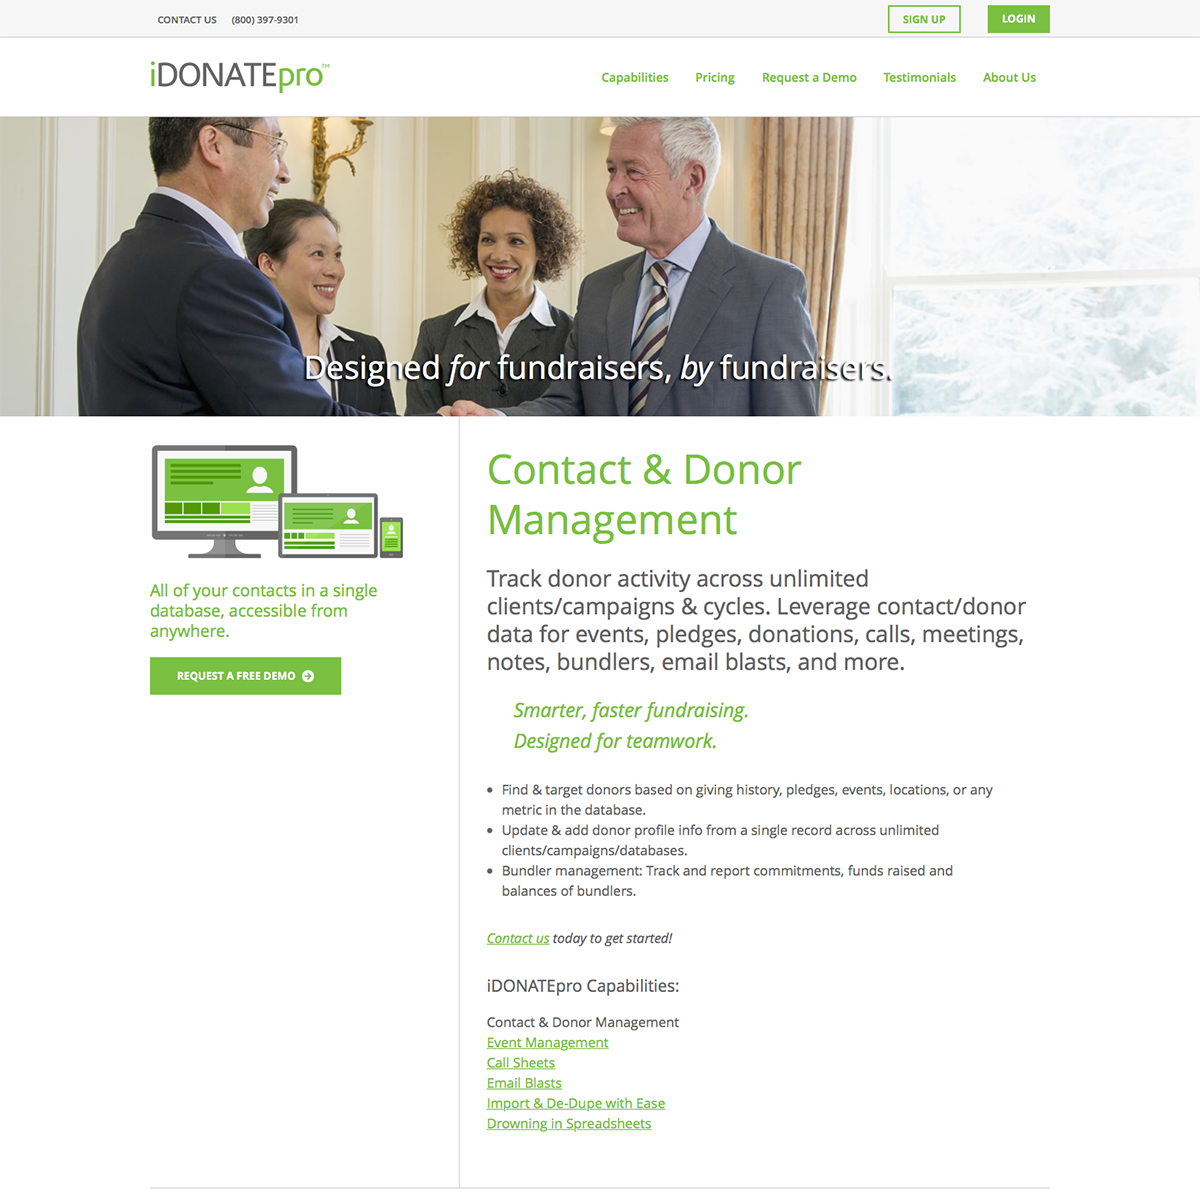 CONTACT US (800) 397-9301 SIGN UP LOGIN
iDONATEpro™ Capabilities Pricing Request a Demo Testimonials About Us
Designed for fundraisers, by fundraisers.
All of your contacts in a single
database, accessible from
anywhere.
REQUEST A FREE DEMO
Contact & Donor
Management
Track donor activity across unlimited
clients/campaigns & cycles. Leverage contact/donor
data for events, pledges, donations, calls, meetings,
notes, bundlers, email blasts, and more.
Smarter, faster fundraising.
Designed for teamwork.
• Find & target donors based on giving history, pledges, events, locations, or any
metric in the database.
• Update & add donor profile info from a single record across unlimited
clients/campaigns/databases.
• Bundler management: Track and report commitments, funds raised and
balances of bundlers.
Contact us today to get started!
iDONATEpro Capabilities:
Contact & Donor Management
Event Management
Call Sheets
Email Blasts
Import & De-Dupe with Ease
Drowning in Spreadsheets